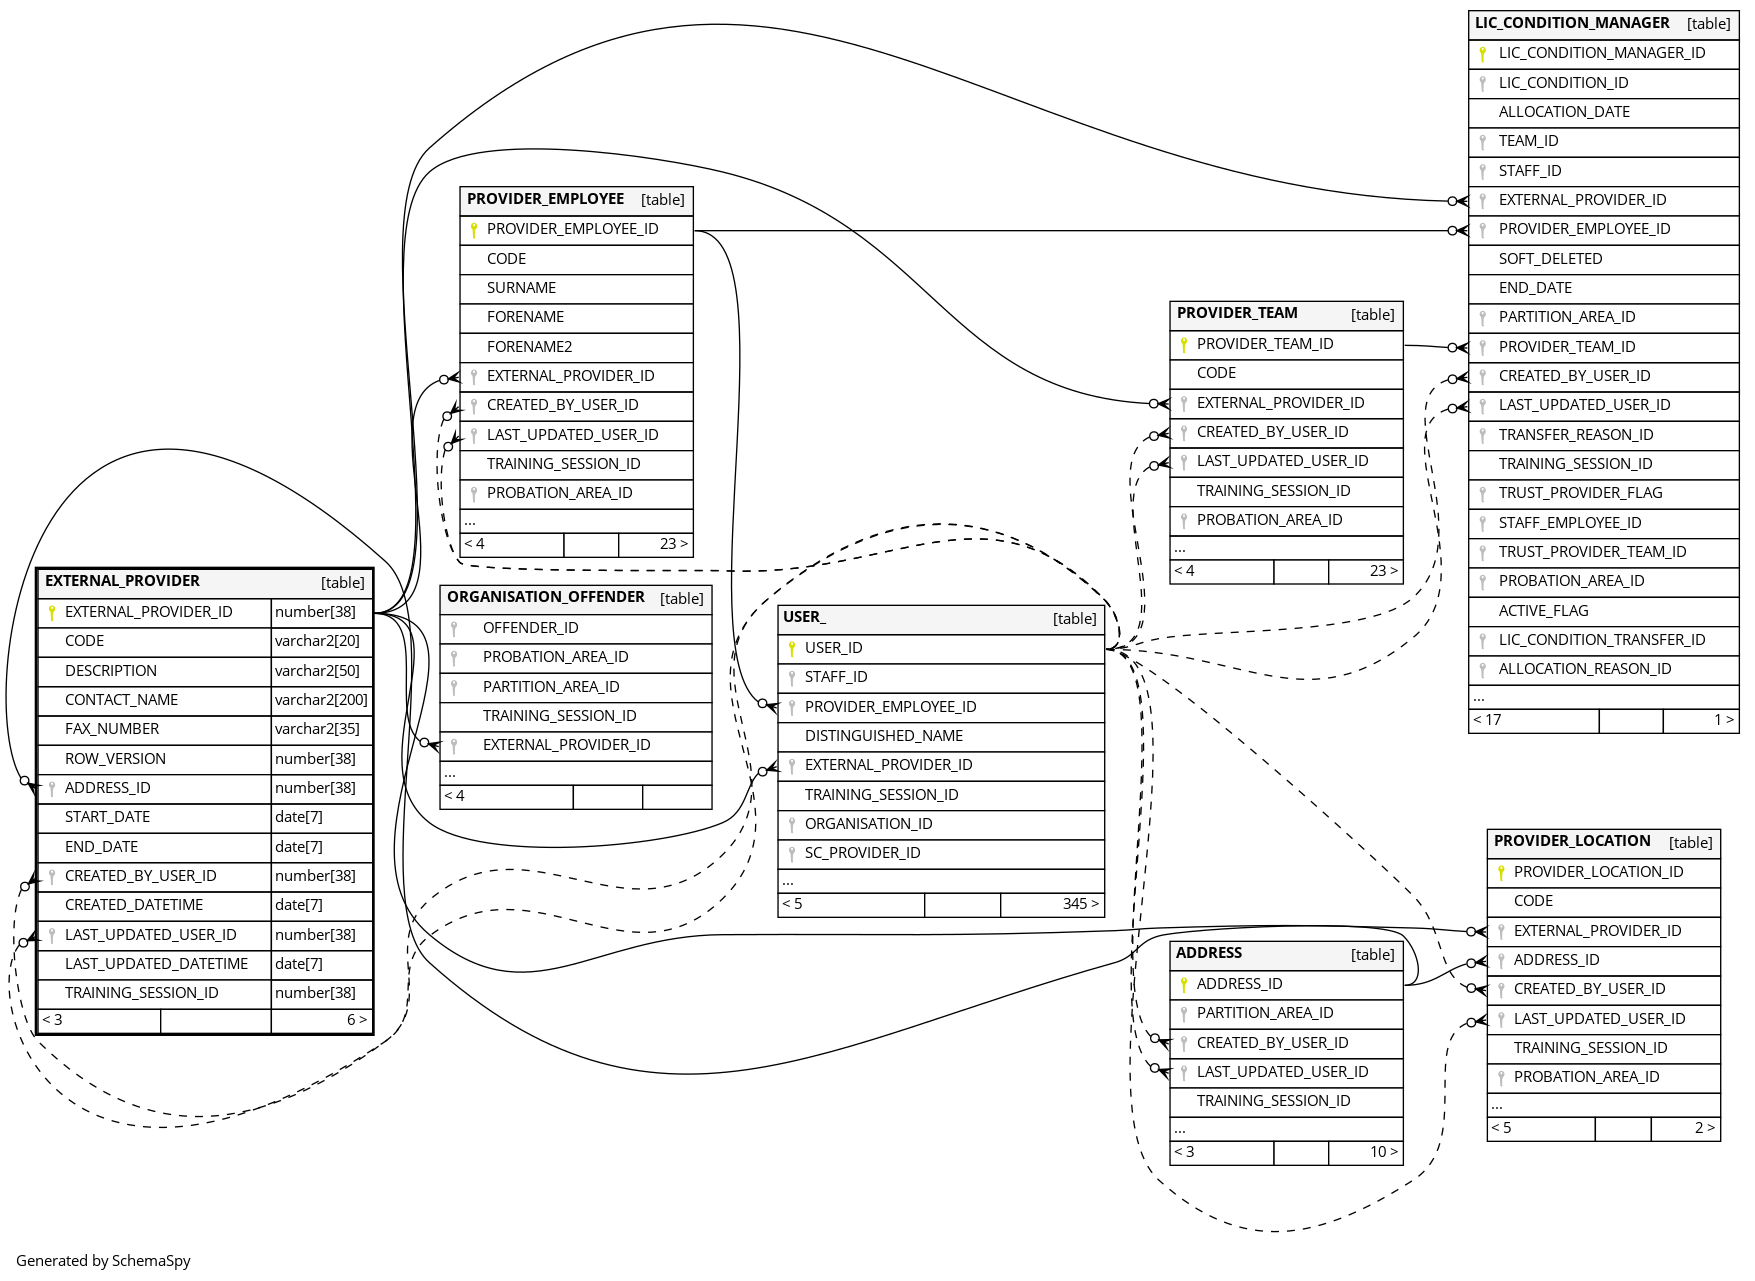 LIC_CONDITION_MANAGER [table]
LIC_CONDITION_MANAGER_ID
LIC_CONDITION_ID
ALLOCATION_DATE
TEAM_ID
STAFF_ID
EXTERNAL_PROVIDER_ID
PROVIDER_EMPLOYEE_ID
SOFT_DELETED
END_DATE
PARTITION_AREA_ID
PROVIDER_TEAM_ID
CREATED_BY_USER_ID
LAST_UPDATED_USER_ID
TRANSFER_REASON_ID
TRAINING_SESSION_ID
TRUST_PROVIDER_FLAG
STAFF_EMPLOYEE_ID
TRUST_PROVIDER_TEAM_ID
PROBATION_AREA_ID
ACTIVE_FLAG
LIC_CONDITION_TRANSFER_ID
ALLOCATION_REASON_ID
...
< 17 1 >
PROVIDER_EMPLOYEE [table]
PROVIDER_EMPLOYEE_ID
CODE
SURNAME
FORENAME
FORENAME2
EXTERNAL_PROVIDER_ID
CREATED_BY_USER_ID
LAST_UPDATED_USER_ID
TRAINING_SESSION_ID
PROBATION_AREA_ID
...
< 4 23 >
PROVIDER_TEAM [table]
PROVIDER_TEAM_ID
CODE
EXTERNAL_PROVIDER_ID
CREATED_BY_USER_ID
LAST_UPDATED_USER_ID
TRAINING_SESSION_ID
PROBATION_AREA_ID
...
< 4 23 >
EXTERNAL_PROVIDER [table]
EXTERNAL_PROVIDER_ID number[38]
CODE varchar2[20]
DESCRIPTION varchar2[50]
CONTACT_NAME varchar2[200]
FAX_NUMBER varchar2[35]
ROW_VERSION number[38]
ADDRESS_ID number[38]
START_DATE date[7]
END_DATE date[7]
CREATED_BY_USER_ID number[38]
CREATED_DATETIME date[7]
LAST_UPDATED_USER_ID number[38]
LAST_UPDATED_DATETIME date[7]
TRAINING_SESSION_ID number[38]
< 3 6 >
ORGANISATION_OFFENDER [table]
OFFENDER_ID
PROBATION_AREA_ID
PARTITION_AREA_ID
TRAINING_SESSION_ID
EXTERNAL_PROVIDER_ID
...
< 4
USER_ [table]
USER_ID
STAFF_ID
PROVIDER_EMPLOYEE_ID
DISTINGUISHED_NAME
EXTERNAL_PROVIDER_ID
TRAINING_SESSION_ID
ORGANISATION_ID
SC_PROVIDER_ID
...
< 5 345 >
PROVIDER_LOCATION [table]
PROVIDER_LOCATION_ID
CODE
EXTERNAL_PROVIDER_ID
ADDRESS_ID
CREATED_BY_USER_ID
LAST_UPDATED_USER_ID
TRAINING_SESSION_ID
PROBATION_AREA_ID
...
< 5 2 >
ADDRESS [table]
ADDRESS_ID
PARTITION_AREA_ID
CREATED_BY_USER_ID
LAST_UPDATED_USER_ID
TRAINING_SESSION_ID
...
< 3 10 >
Generated by SchemaSpy